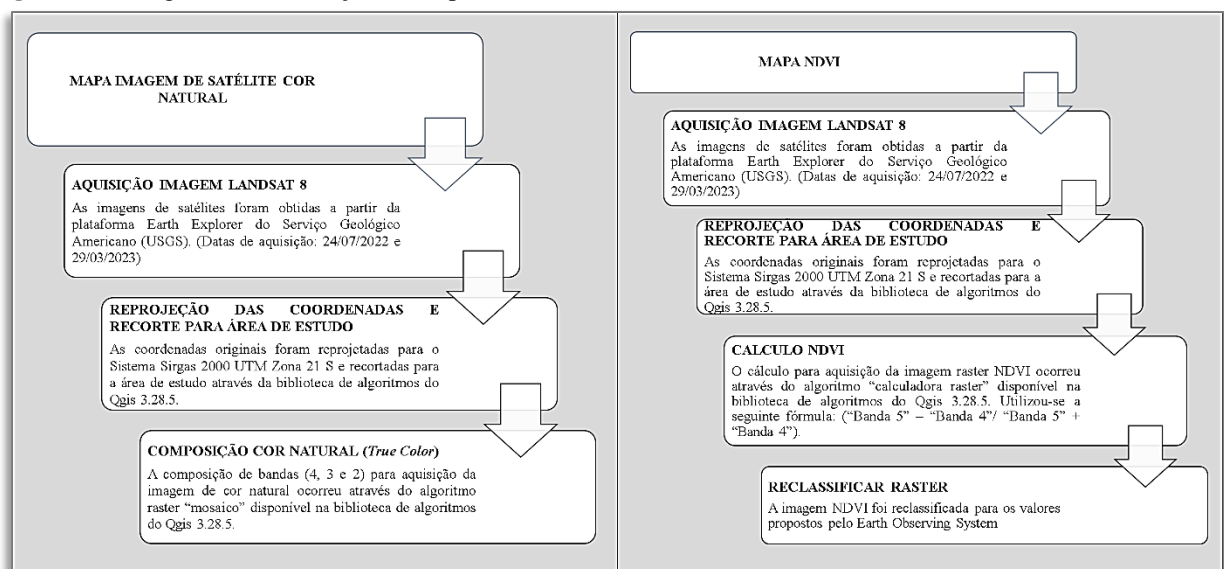 MAPA IMAGEM DE SATÉLITE COR
NATURAL
AQUISIÇÃO IMAGEM LANDSAT 8
As imagens de satélites foram obtidas a partir da
plataforma Earth Explorer do Serviço Geológico
Americano (USGS). (Datas de aquisição: 24/07/2022 e
29/03/2023)
REPROJEÇÃO DAS COORDENADAS E
RECORTE PARA ÁREA DE ESTUDO
As coordenadas originais foram reprojetadas para o
Sistema Sirgas 2000 UTM Zona 21 S e recortadas para
a área de estudo através da biblioteca de algoritmos do
Qgis 3.28.5.
COMPOSIÇÃO COR NATURAL (True Color)
A composição de bandas (4, 3 e 2) para aquisição da
imagem de cor natural ocorreu através do algoritmo
raster “mosaico” disponível na biblioteca de algoritmos
do Qgis 3.28.5.
MAPA NDVI
AQUISIÇÃO IMAGEM LANDSAT 8
As imagens de satélites foram obtidas a partir da
plataforma Earth Explorer do Serviço Geológico
Americano (USGS). (Datas de aquisição: 24/07/2022 e
29/03/2023)
REPROJEÇÃO DAS COORDENADAS E
RECORTE PARA ÁREA DE ESTUDO
As coordenadas originais foram reprojetadas para o
Sistema Sirgas 2000 UTM Zona 21 S e recortadas para a
área de estudo através da biblioteca de algoritmos do
Qgis 3.28.5.
CALCULO NDVI
O cálculo para aquisição da imagem raster NDVI ocorreu
através do algoritmo “calculadora raster” disponível na
biblioteca de algoritmos do Qgis 3.28.5. Utilizou-se a
seguinte fórmula: (“Banda 5” – “Banda 4”/ “Banda 5” +
“Banda 4”).
RECLASSIFICAR RASTER
A imagem NDVI foi reclassificada para os valores
propostos pelo Earth Observing System